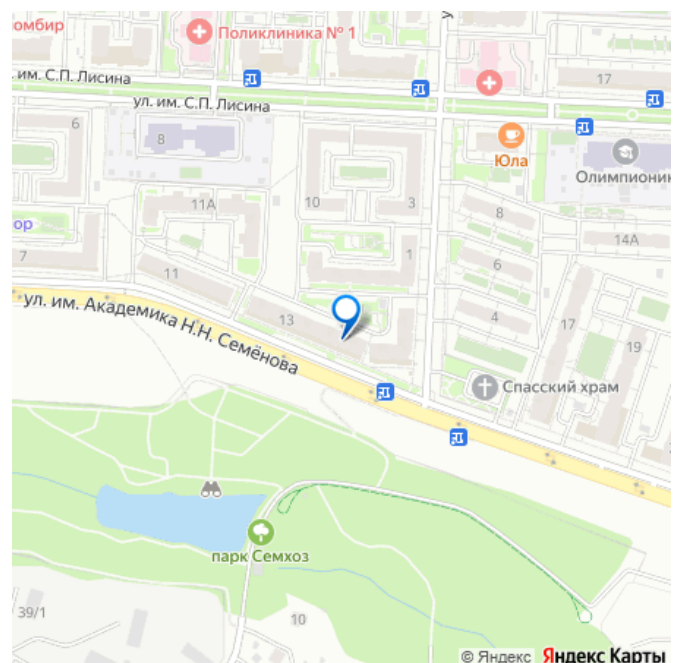 омбир
Поликлиника № 1
у
ул. им. С.П. Лисина
ул. им. С.П. Лисина
17
6
8
Юла
Олимпионик
11А
10
3
8
ор
14А
7
1
6
11
ул. им. Академика Н.Н. Семёнова
13
4
17
19
Спасский храм
парк Семхоз
39/1
10
© Яндекс Яндекс Карты